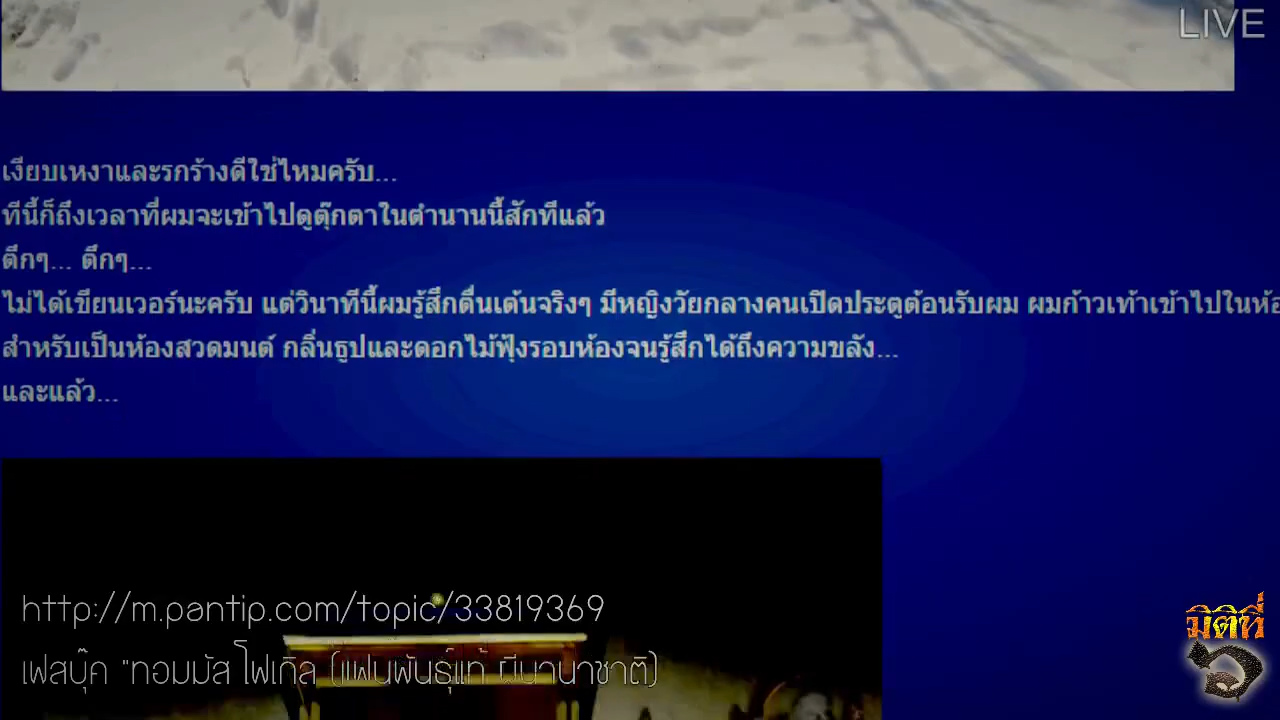 LIVE
เงียบเหงาและรกร้างดีใช่ไหมครับ...
ทีนี้ก็ถึงเวลาที่ผมจะเข้าไปดูตุ๊กตาในตำนานนี้สักทีแล้ว
ตึกๆ... ตึกๆ...
ไม่ได้เขียนเวอร์นะครับ แต่วินาทีนี้ผมรู้สึกตื่นเต้นจริงๆ มีหญิงวัยกลางคนเปิดประตูต้อนรับผม ผมก้าวเท้าเข้าไปในห้อ
สำหรับเป็นห้องสวดมนต์ กลิ่นธูปและดอกไม้ฟุ้งรอบห้องจนรู้สึกได้ถึงความขลัง...
และแล้ว...
http://m.pantip.com/topic/33819369
เฟสบุ๊ค "ทอมมัส โฟเกิล (แฟนพันธุ์แท้ ผีนานาชาติ)
มิติที่